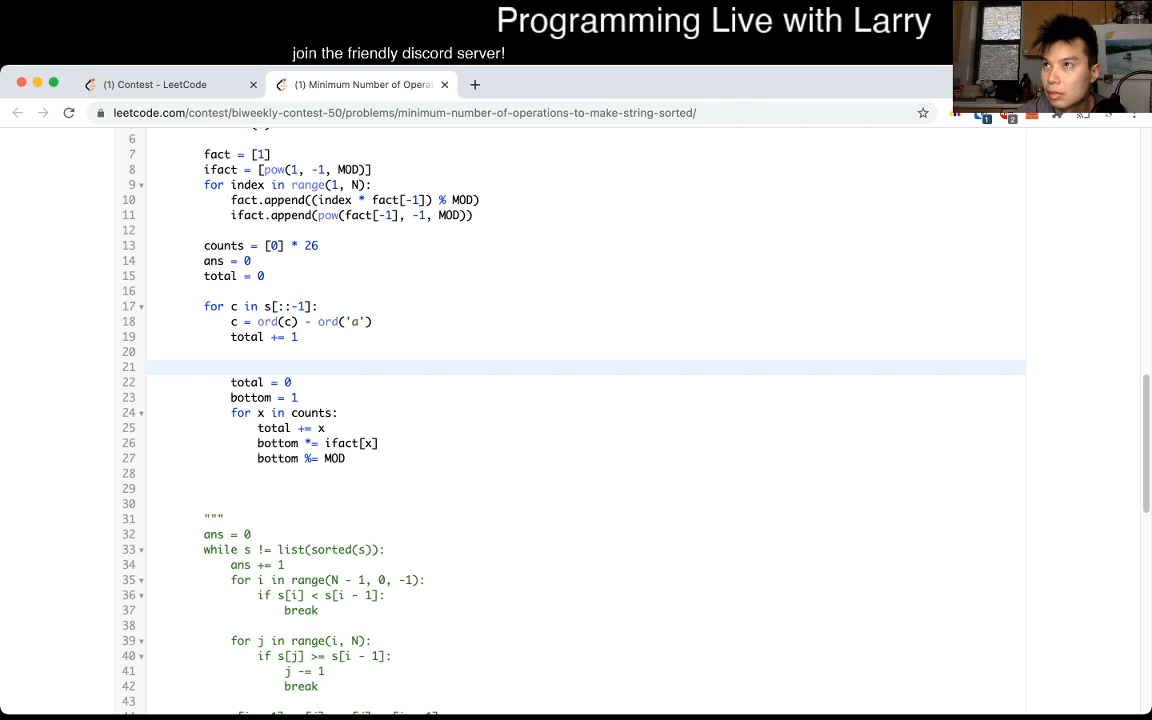 Programming Live with Larry
join the friendly discord server!
(1) Contest - LeetCode
(1) Minimum Number of Opera
leetcode.com/contest/biweekly-contest-50/problems/minimum-number-of-operations-to-make-string-sorted/
6
7 fact = [1]
8 ifact = [pow(1, -1, MOD)]
9 for index in range(1, N):
10 fact.append((index * fact[-1]) % MOD)
11 ifact.append(pow(fact[-1], -1, MOD))
12
13 counts = [0] * 26
14 ans = 0
15 total = 0
16
17 for c in s[::-1]:
18 c = ord(c) - ord('a')
19 total += 1
20
21
22 total = 0
23 bottom = 1
24 for x in counts:
25 total += x
26 bottom *= ifact[x]
27 bottom %= MOD
28
29
30
31 """
32 ans = 0
33 while s != list(sorted(s)):
34 ans += 1
35 for i in range(N - 1, 0, -1):
36 if s[i] < s[i - 1]:
37 break
38
39 for j in range(i, N):
40 if s[j] >= s[i - 1]:
41 j -= 1
42 break
43